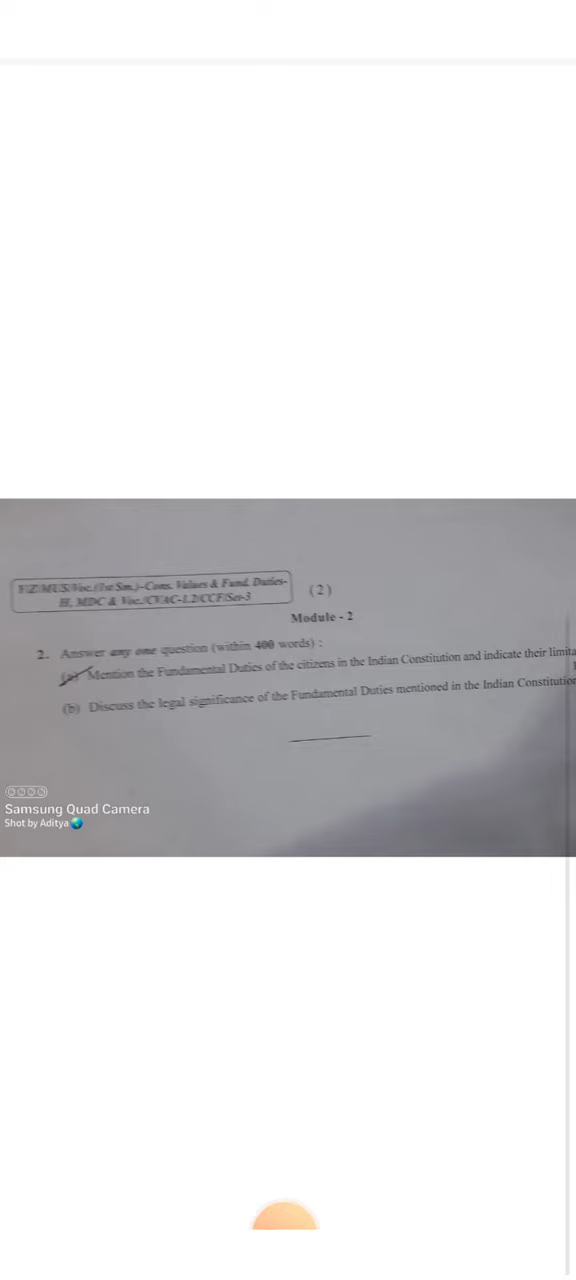 (1st Sm.)-Cons. Values & Fund. Duties-
H, MDC & Voc./CVAC-1.2/CCF/Set-3
(2)
Module - 2
2. Answer any one question (within 400 words) :
(a) Mention the Fundamental Duties of the citizens in the Indian Constitution and indicate their limita
(b) Discuss the legal significance of the Fundamental Duties mentioned in the Indian Constitution
Samsung Quad Camera
Shot by Aditya